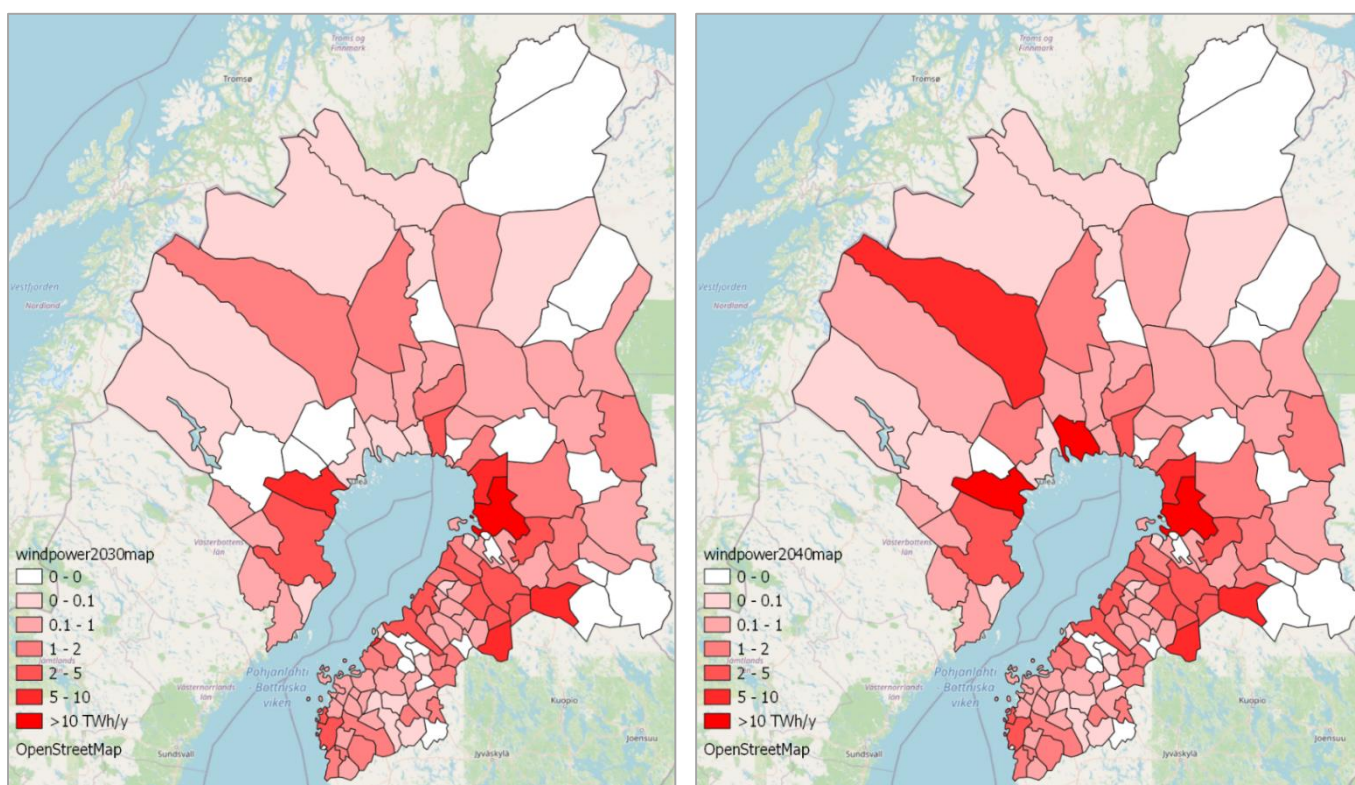 Troms og
Finnmark
Tromsø
Vestfjorden
Nordland
Västerbottens
län
windpower2030map
0 - 0
0 - 0.1
0.1 - 1
1 - 2
2 - 5
5 - 10
>10 TWh/y
OpenStreetMap
Jämtlands
län
Västernorrlands
län
Sundsvall
Pohjanlahti
Bottniska
viken
Kuopio
Joensuu
Jyväskylä
Troms og
Finnmark
Tromsø
Vestfjorden
Nordland
Västerbottens
län
windpower2040map
0 - 0
0 - 0.1
0.1 - 1
1 - 2
2 - 5
5 - 10
>10 TWh/y
OpenStreetMap
Jämtlands
län
Västernorrlands
län
Sundsvall
Pohjanlahti
Bottniska
viken
Kuopio
Joensuu
Jyväskylä